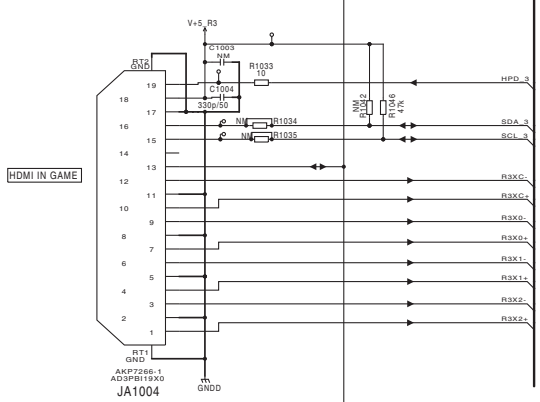 V+5_R3
C1003
NM
RT2
GND
R1033
10
19
HPD_3
C1004
330p/50
18
17
NM
R1042
R1046
47k
16
NM
R1034
SDA_3
15
NM
R1035
SCL_3
14
13
HDMI IN GAME
12
R3XC-
11
R3XC+
10
9
R3X0-
8
R3X0+
7
6
R3X1-
5
R3X1+
4
3
R3X2-
2
R3X2+
1
RT1
GND
AKP7266-1
AD3PBI19X0
JA1004
GNDD